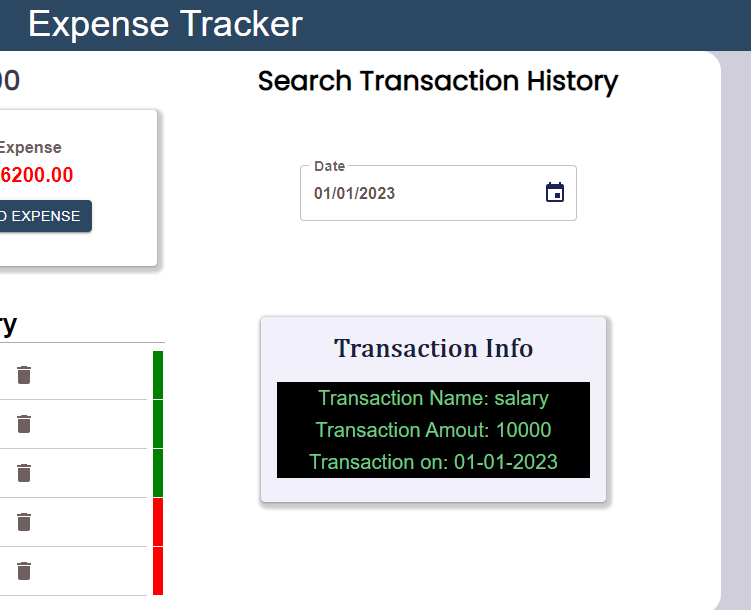 Expense Tracker
00
Search Transaction History
Expense
6200.00
D EXPENSE
Date
01/01/2023
ry
Transaction Info
Transaction Name: salary
Transaction Amout: 10000
Transaction on: 01-01-2023